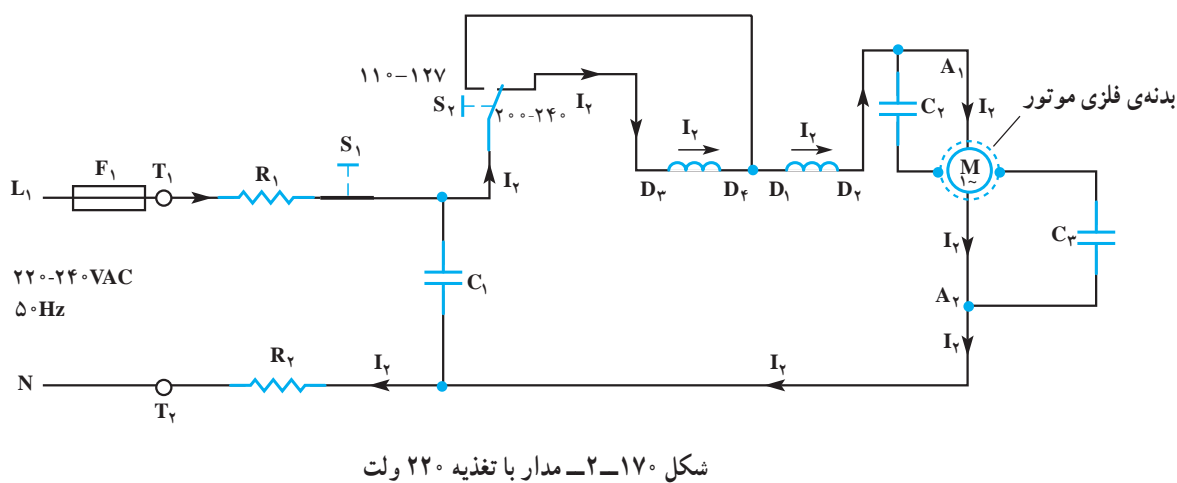 ۱۱۰–۱۲۷
S۲
۲۰۰-۲۴۰
I۲
I۲
I۲
I۲
D۳
D۴
D۱
D۲
C۲
A۱
I۲
بدنه‌ی فلزی موتور
M
۱~
C۳
I۲
A۲
I۲
L۱
F۱
T۱
R۱
S۱
۲۲۰-۲۴۰VAC
۵۰Hz
C۱
N
T۲
R۲
I۲
I۲
شکل ۱۷۰ــ۲ــ مدار با تغذیه ۲۲۰ ولت